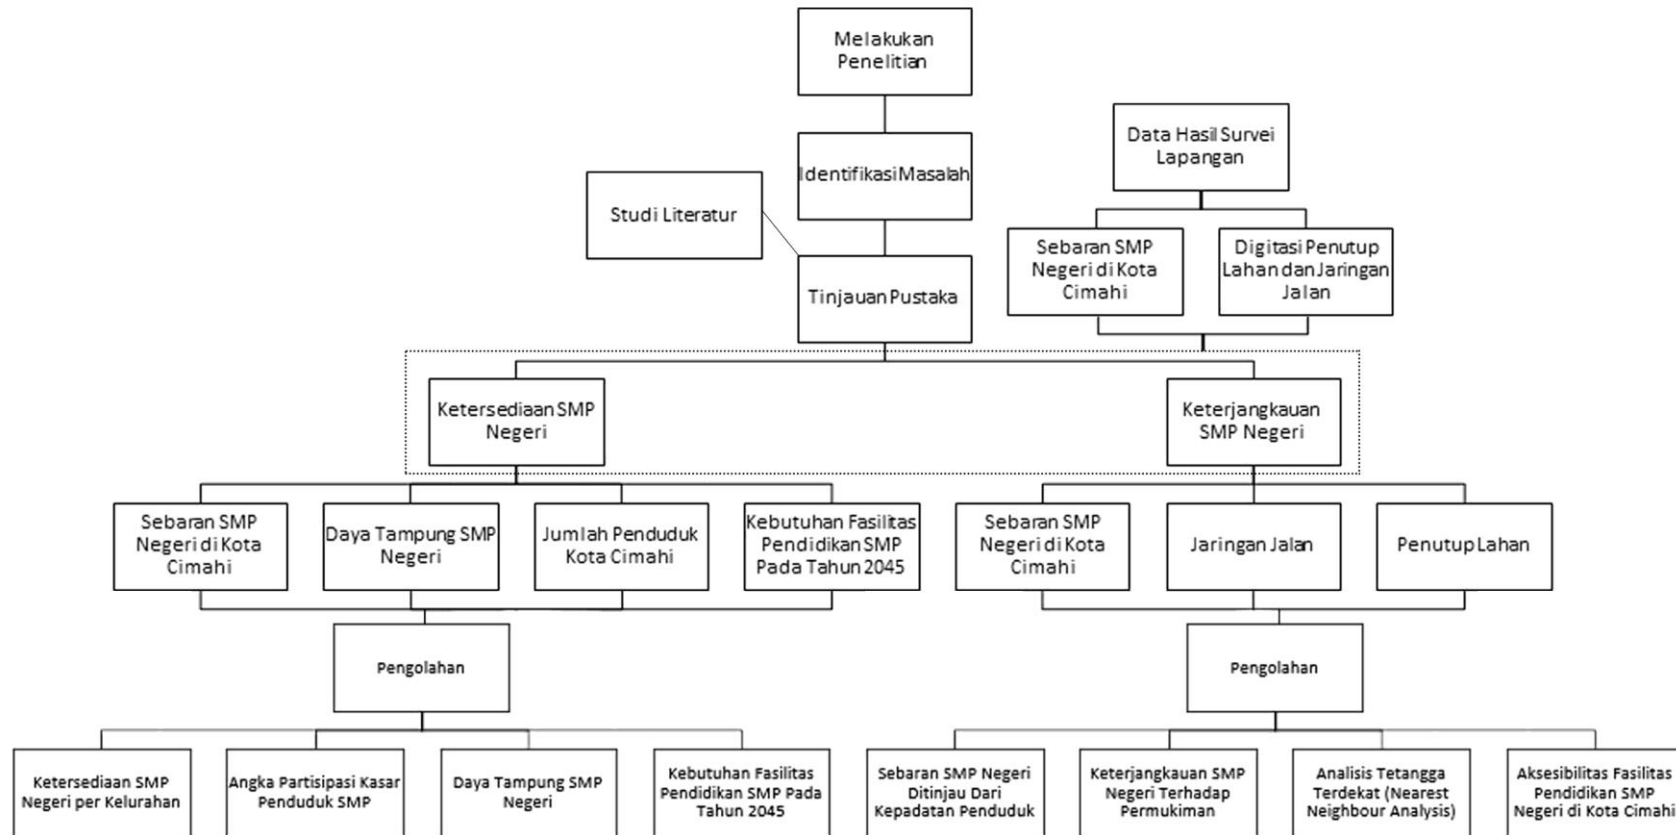 Melakukan
Penelitian
Identifikasi Masalah
Data Hasil Survei
Lapangan
Studi Literatur
Tinjauan Pustaka
Sebaran SMP
Negeri di Kota
Cimahi
Digitasi Penutup
Lahan dan Jaringan
Jalan
Ketersediaan SMP
Negeri
Keterjangkauan
SMP Negeri
Sebaran SMP
Negeri di Kota
Cimahi
Daya Tampung SMP
Negeri
Jumlah Penduduk
Kota Cimahi
Kebutuhan Fasilitas
Pendidikan SMP
Pada Tahun 2045
Sebaran SMP
Negeri di Kota
Cimahi
Jaringan Jalan
Penutup Lahan
Pengolahan
Pengolahan
Ketersediaan SMP
Negeri per Kelurahan
Angka Partisipasi Kasar
Penduduk SMP
Daya Tampung SMP
Negeri
Kebutuhan Fasilitas
Pendidikan SMP Pada
Tahun 2045
Sebaran SMP Negeri
Ditinjau Dari
Kepadatan Penduduk
Keterjangkauan SMP
Negeri Terhadap
Permukiman
Analisis Tetangga
Terdekat (Nearest
Neighbour Analysis)
Aksesibilitas Fasilitas
Pendidikan SMP
Negeri di Kota Cimahi